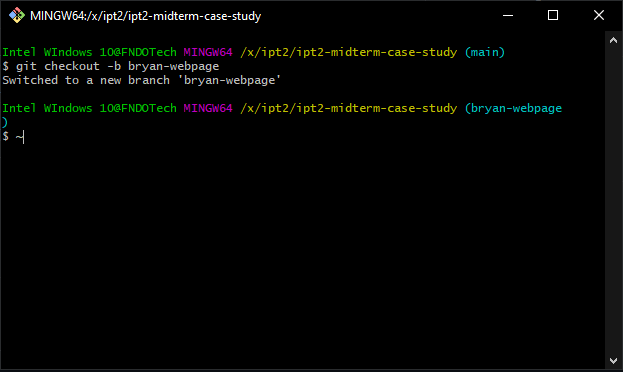 MINGW64:/x/ipt2/ipt2-midterm-case-study
Intel WIndows 10@FNDOTech MINGW64 /x/ipt2/ipt2-midterm-case-study (main)
$ git checkout -b bryan-webpage
Switched to a new branch 'bryan-webpage'
Intel WIndows 10@FNDOTech MINGW64 /x/ipt2/ipt2-midterm-case-study (bryan-webpage
)
$ ~